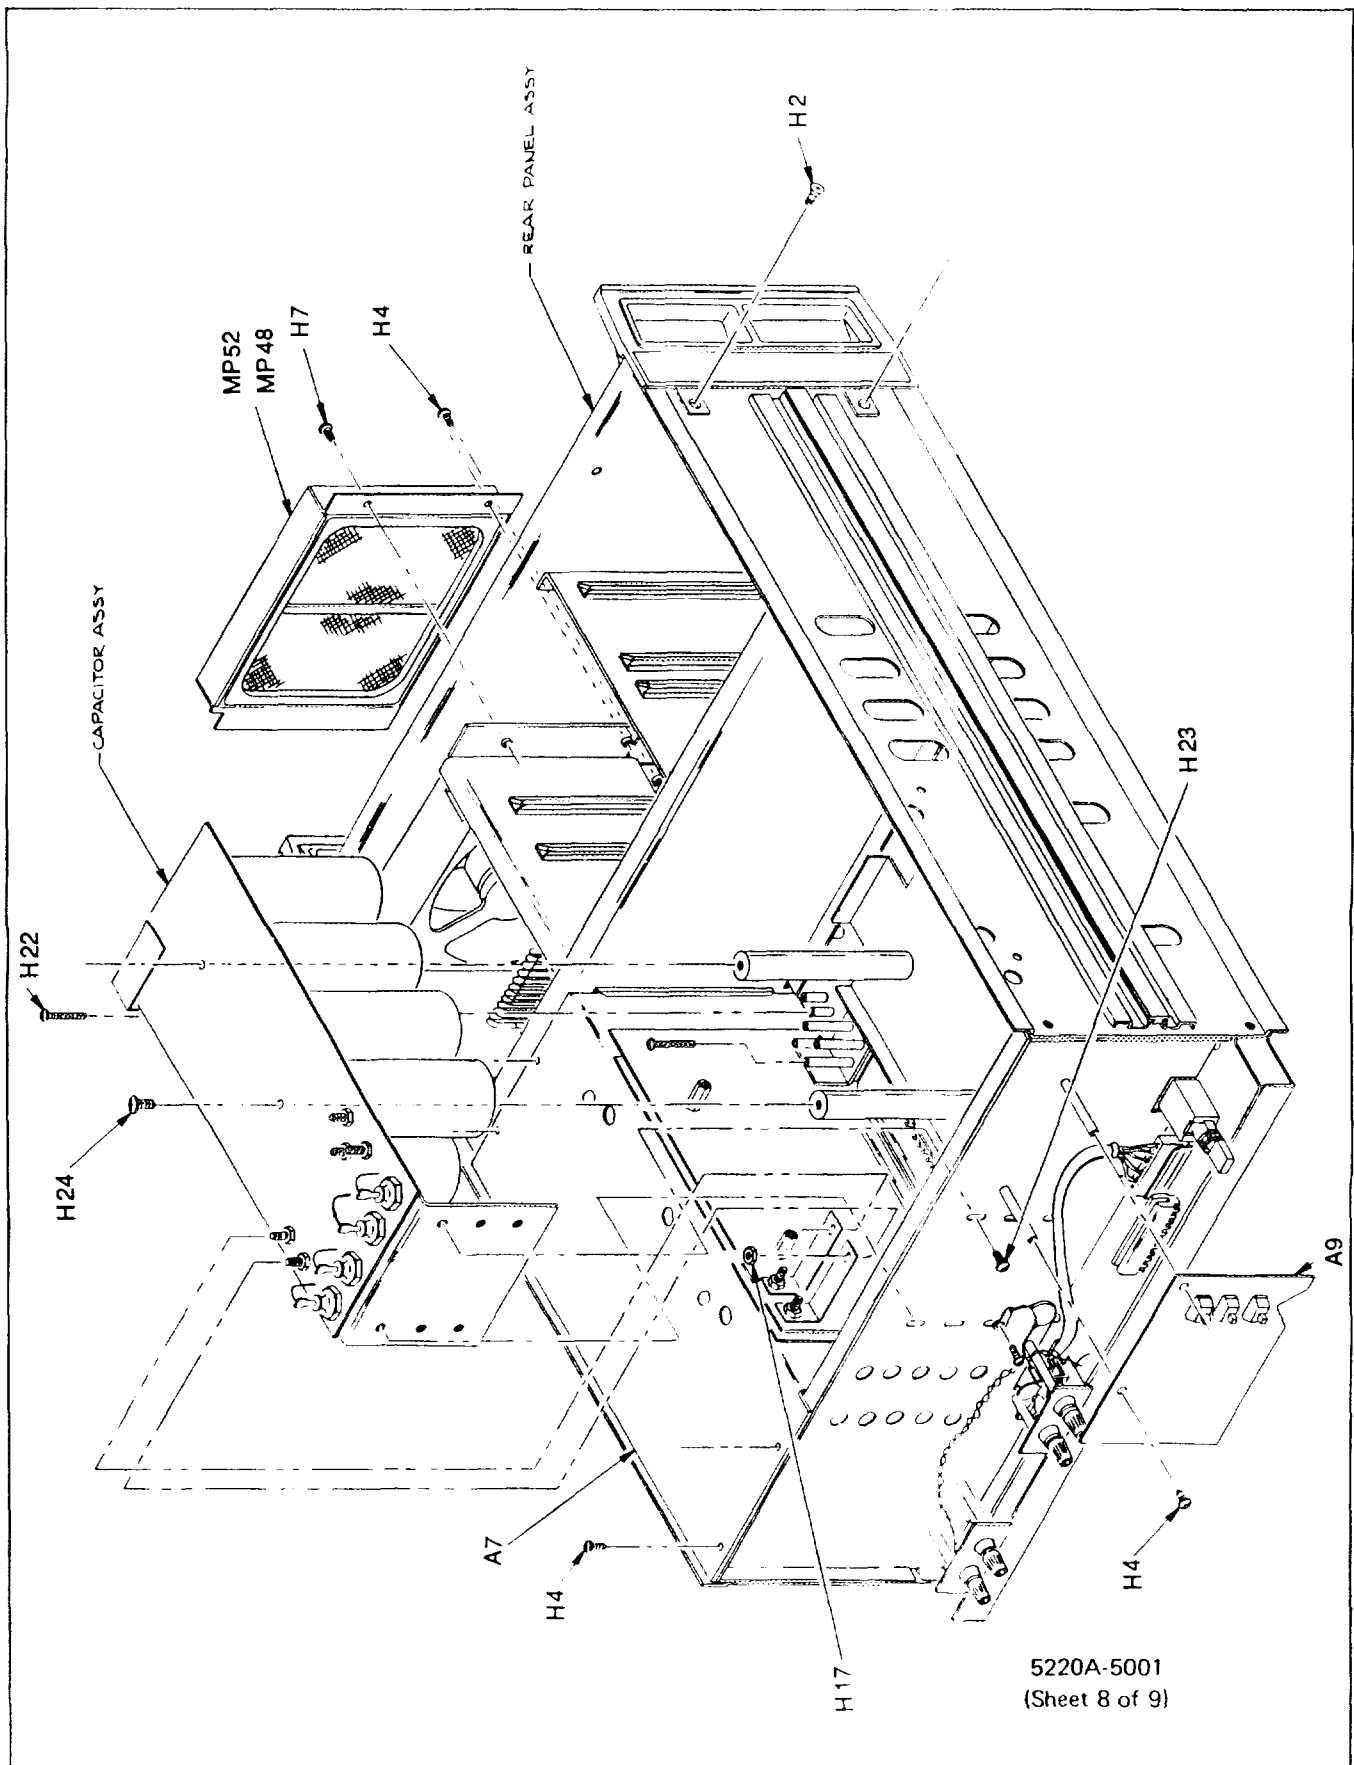 REAR PANEL ASSY
H2
MP52
MP48
H7
H4
CAPACITOR ASSY
H22
H24
H23
A9
A7
H4
H4
H17
5220A-5001
(Sheet 8 of 9)